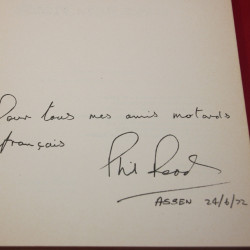 Pour tous mes amis motards
français
Phil Read
ASSEN 24/6/72